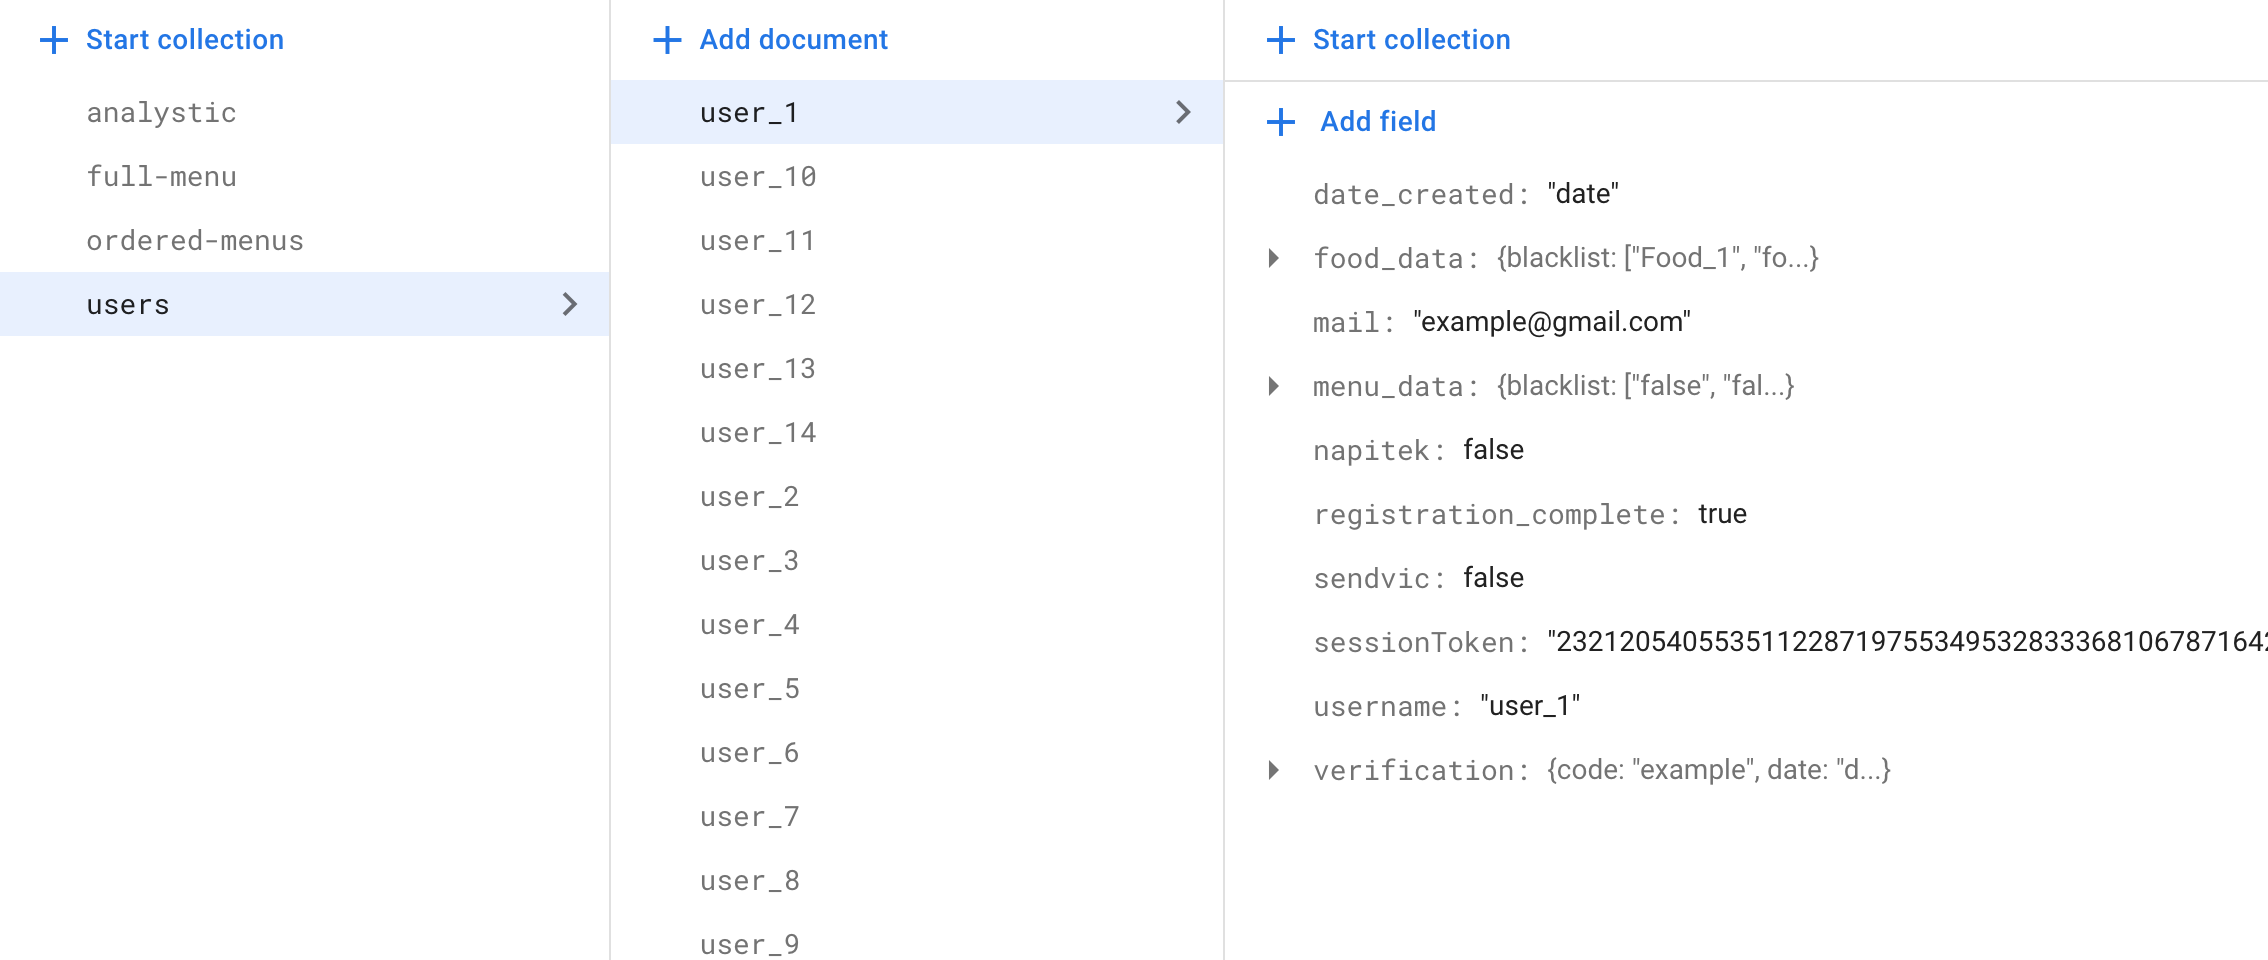 Start collection
analystic
full-menu
ordered-menus
users
Add document
user_1
user_10
user_11
user_12
user_13
user_14
user_2
user_3
user_4
user_5
user_6
user_7
user_8
user_9
Start collection
Add field
date_created: "date"
food_data: {blacklist: ["Food_1", "fo...}
mail: "example@gmail.com"
menu_data: {blacklist: ["false", "fal...}
napitek: false
registration_complete: true
sendvic: false
sessionToken: "232120540553511228719755349532833368106787164
username: "user_1"
verification: {code: "example", date: "d...}